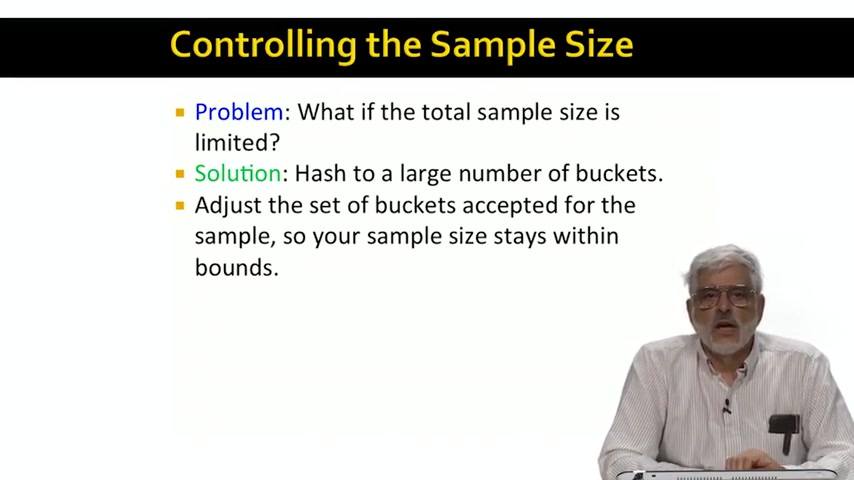 Controlling the Sample Size
Problem: What if the total sample size is
limited?
Solution: Hash to a large number of buckets.
Adjust the set of buckets accepted for the
sample, so your sample size stays within
bounds.